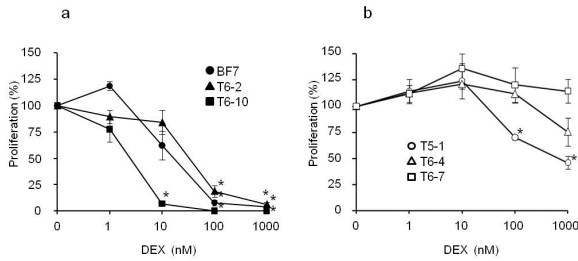 a
b
Proliferation (%)
150
125
100
75
50
25
0
BF7
T6-2
T6-10
*
*
*
*
*
*
*
0
1
10
100
1000
DEX (nM)
Proliferation (%)
150
125
100
75
50
25
0
T5-1
T6-4
T6-7
*
*
0
1
10
100
1000
DEX (nM)